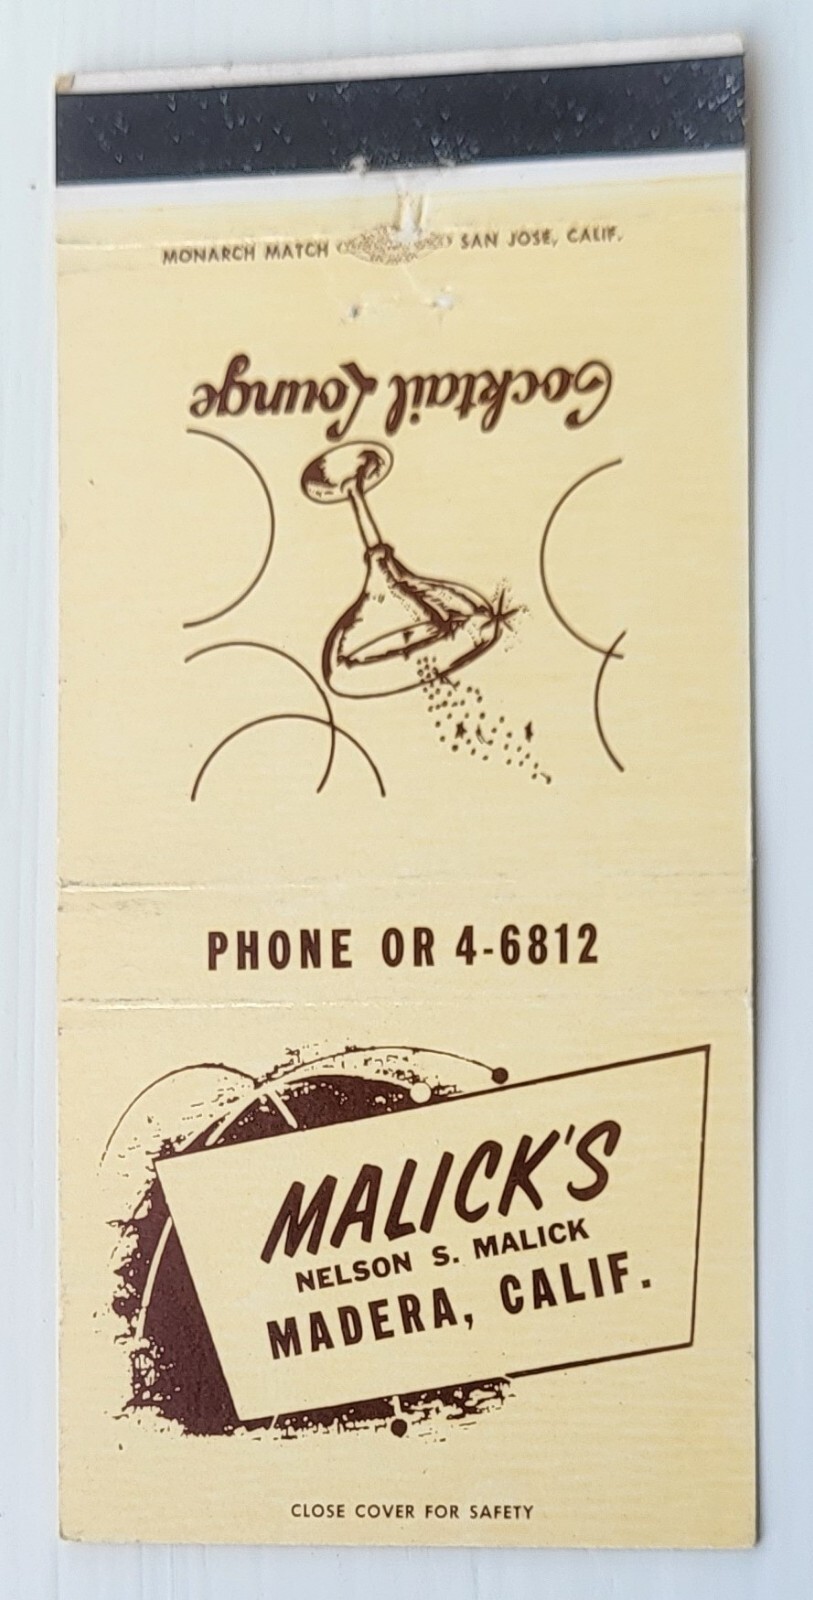 MONARCH MATCH SAN JOSE, CALIF.
Cocktail Lounge
PHONE OR 4-6812
MALICK'S
NELSON S. MALICK
MADERA, CALIF.
CLOSE COVER FOR SAFETY